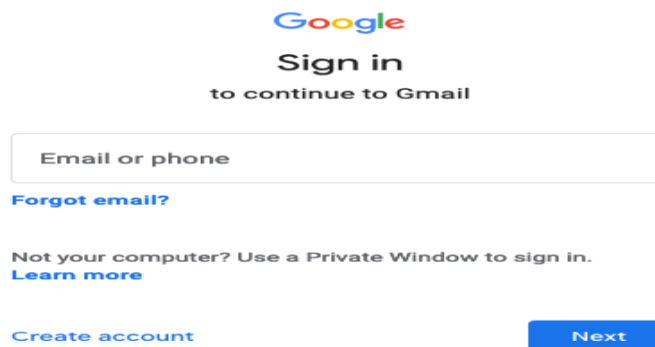 Google
Sign in
to continue to Gmail
Email or phone
Forgot email?
Not your computer? Use a Private Window to sign in.
Learn more
Create account
Next